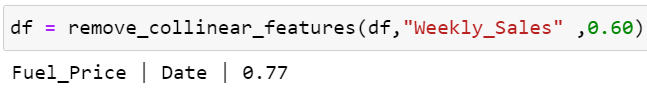 df = remove_collinear_features(df,"Weekly_Sales" ,0.60)
Fuel_Price | Date | 0.77